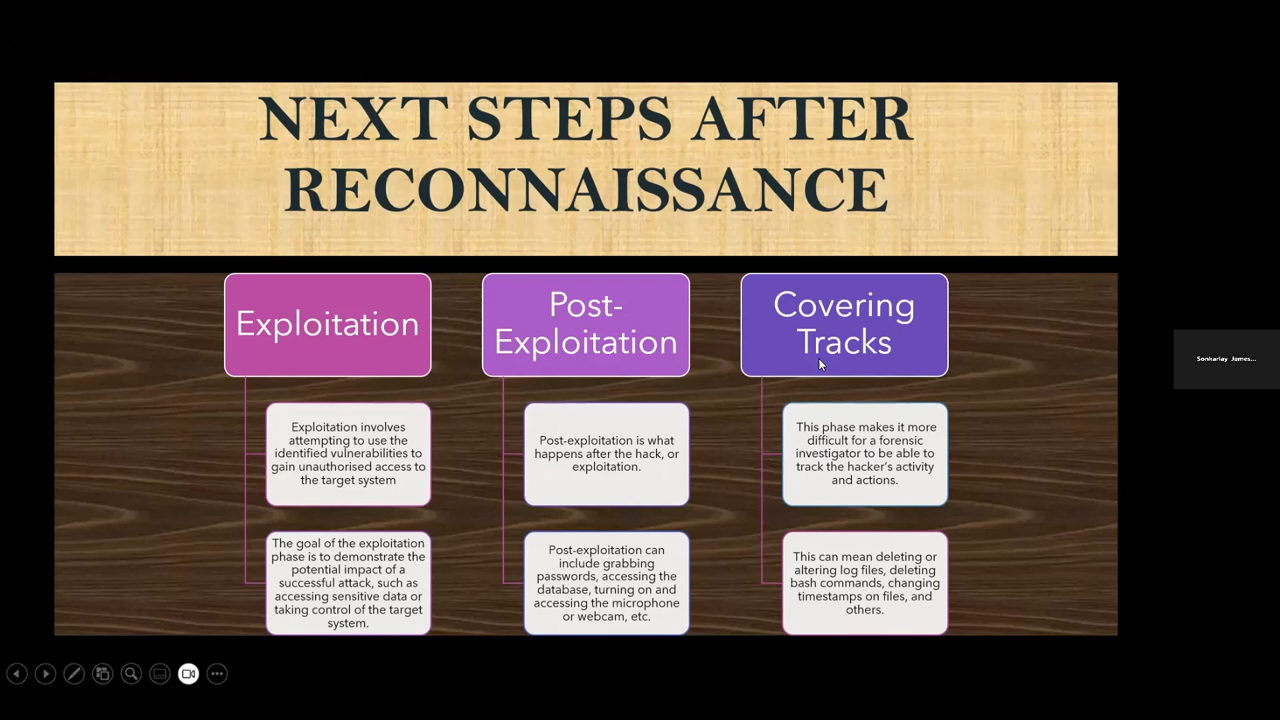 NEXT STEPS AFTER
RECONNAISSANCE
Exploitation
Exploitation involves
attempting to use the
identified vulnerabilities to
gain unauthorised access to
the target system
The goal of the exploitation
phase is to demonstrate the
potential impact of a
successful attack, such as
accessing sensitive data or
taking control of the target
system.
Post-
Exploitation
Post-exploitation is what
happens after the hack, or
exploitation.
Post-exploitation can
include grabbing
passwords, accessing the
database, turning on and
accessing the microphone
or webcam, etc.
Covering
Tracks
This phase makes it more
difficult for a forensic
investigator to be able to
track the hacker's activity
and actions.
This can mean deleting or
altering log files, deleting
bash commands, changing
timestamps on files, and
others.
Sonkarlay James...